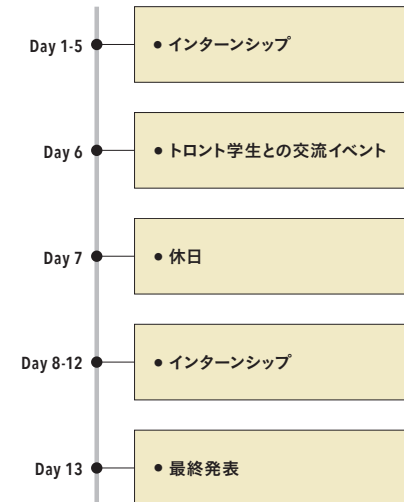 Day 1-5
• インターンシップ
Day 6
• トロント学生との交流イベント
Day 7
• 休日
Day 8-12
• インターンシップ
Day 13
• 最終発表